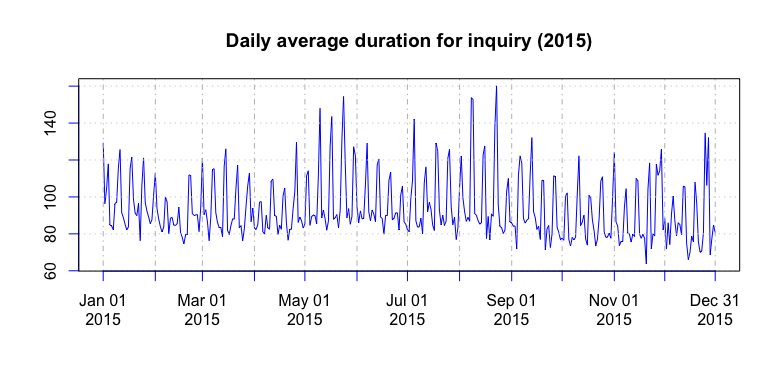 Daily average duration for inquiry (2015)
140
100
80
60
Jan 01 Mar 01 May 01 Jul 01 Sep 01 Nov 01 Dec 31
2015 2015 2015 2015 2015 2015 2015